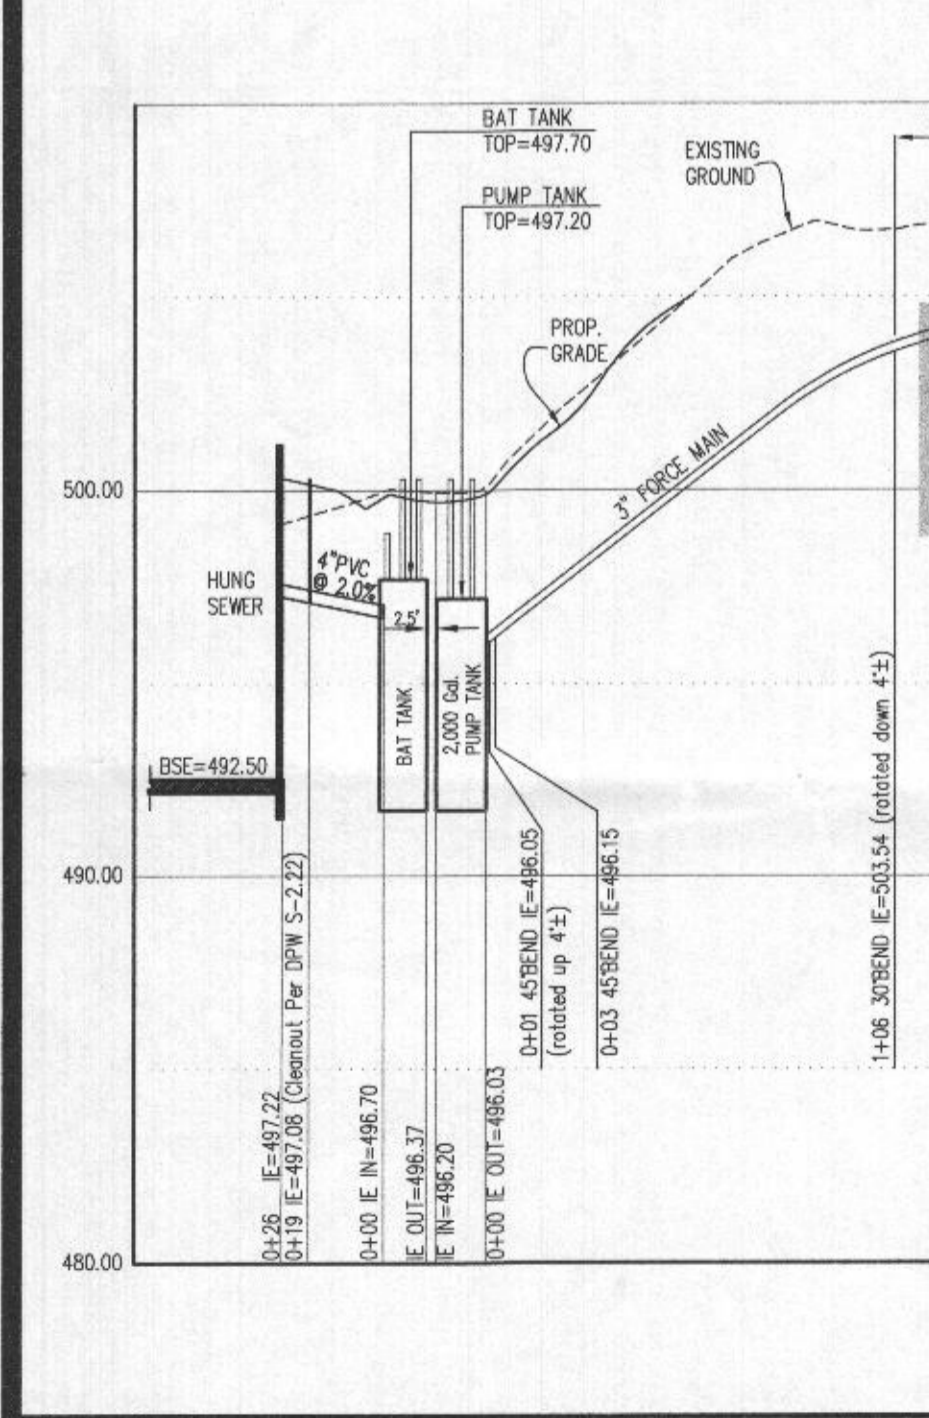 BAT TANK
TOP=497.70
PUMP TANK
TOP=497.20
EXISTING
GROUND
PROP.
GRADE
3" FORCE MAIN
500.00
4"PVC
@ 2.0%
HUNG
SEWER
2.5'
BAT TANK
2,000 Gal.
PUMP TANK
BSE=492.50
490.00
0+26 IE=497.22
0+19 IE=497.08 (Cleanout Per DPW S-2.22)
0+00 IE IN=496.70
IE OUT=496.37
IE IN=496.20
0+00 IE OUT=496.03
0+01 45°BEND IE=496.05
(rotated up 4°±)
0+03 45°BEND IE=496.15
1+06 30°BEND IE=503.54 (rotated down 4°±)
480.00